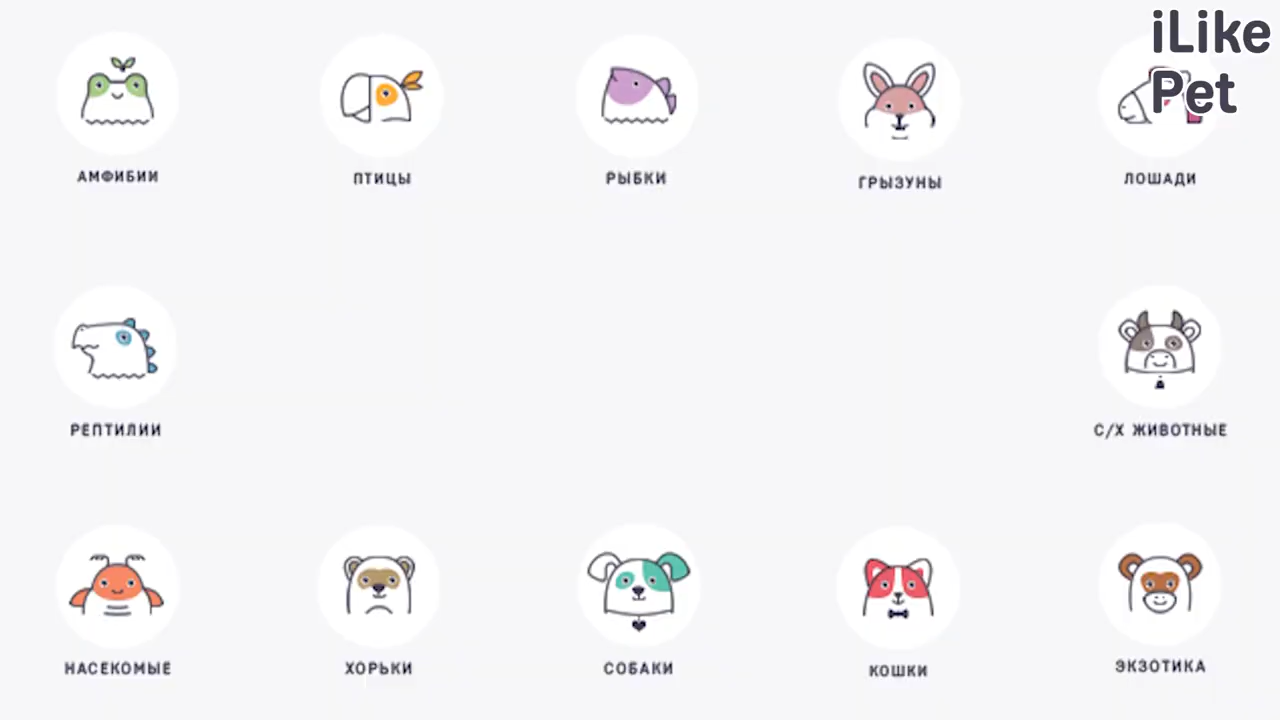 iLike
Pet
АМФИБИИ
ПТИЦЫ
РЫБКИ
ГРЫЗУНЫ
ЛОШАДИ
РЕПТИЛИИ
С/Х ЖИВОТНЫЕ
НАСЕКОМЫЕ
ХОРЬКИ
СОБАКИ
КОШКИ
ЭКЗОТИКА